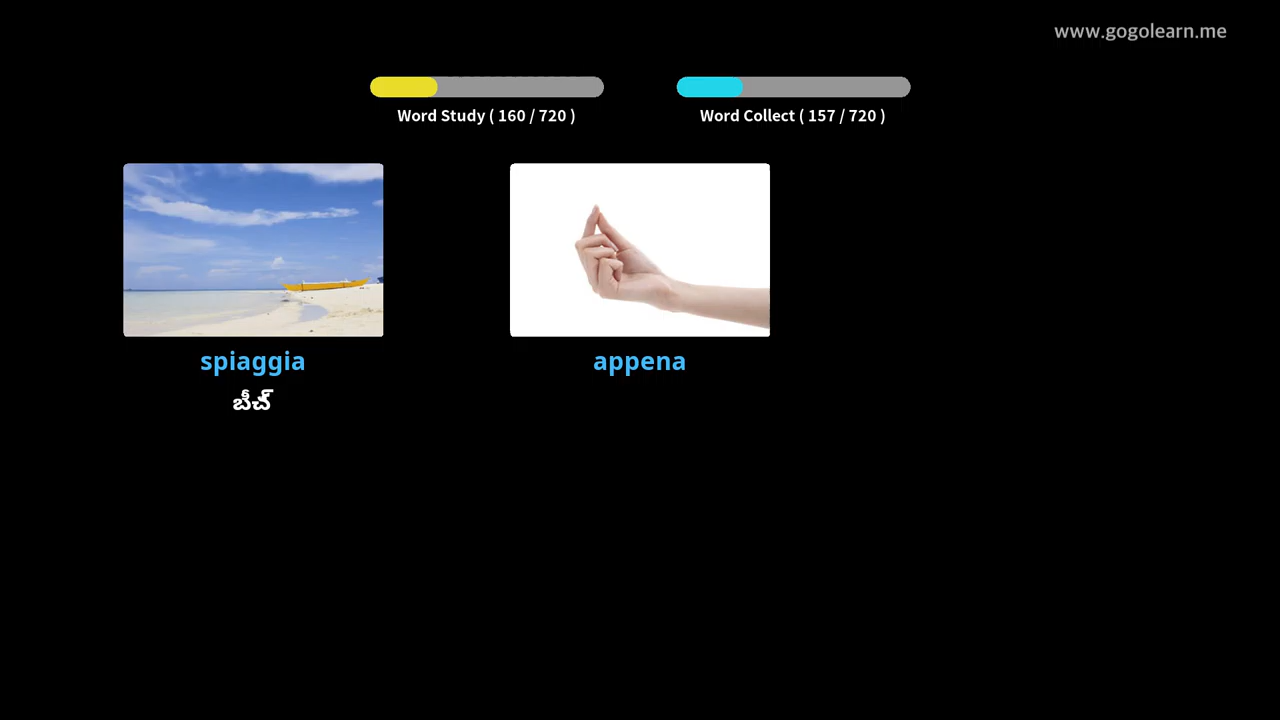 www.gogolearn.me
Word Study ( 160 / 720 )
Word Collect ( 157 / 720 )
spiaggia
appena
బీచ్